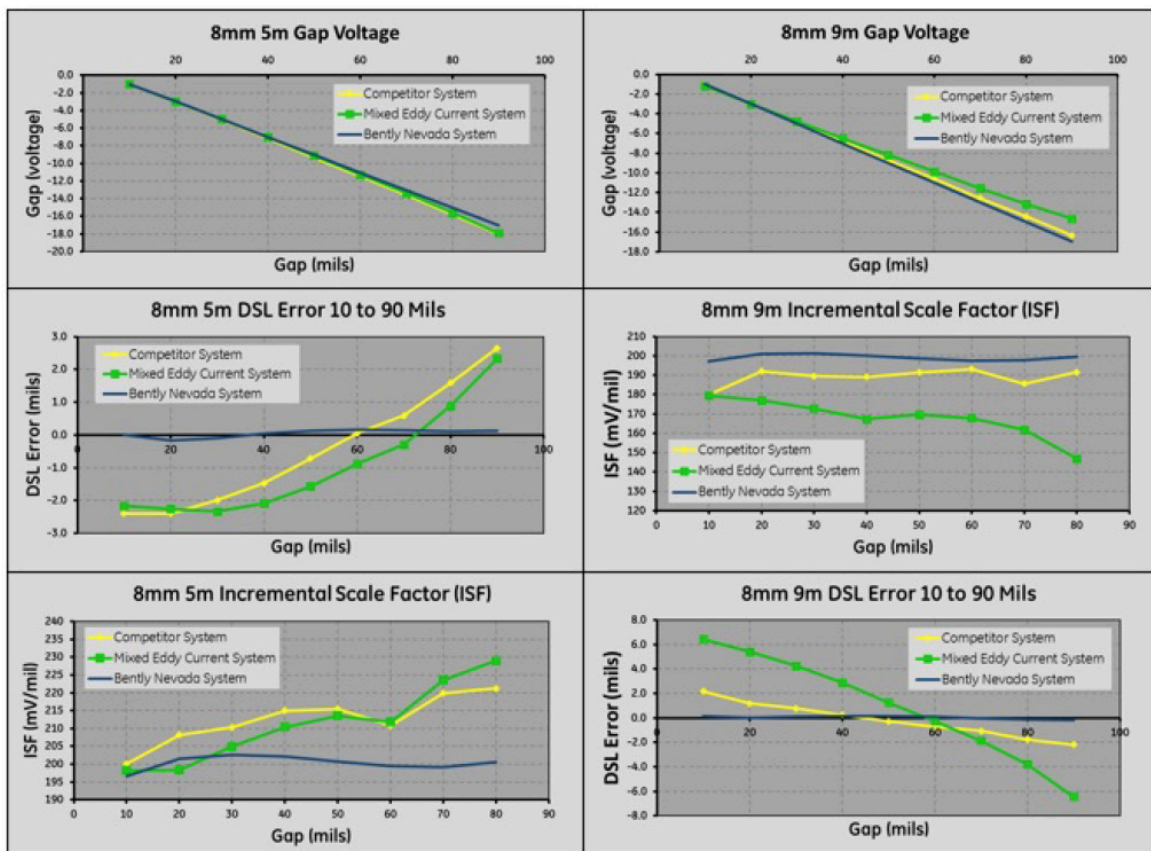 8mm 5m Gap Voltage
20 40 60 80 100
0.0
-2.0
-4.0
-6.0
-8.0
-10.0
-12.0
-14.0
-16.0
-18.0
-20.0
Gap (voltage)
Competitor System
Mixed Eddy Current System
Bently Nevada System
Gap (mils)
8mm 9m Gap Voltage
0 20 40 60 80 100
0.0
-2.0
-4.0
-6.0
-8.0
-10.0
-12.0
-14.0
-16.0
-18.0
Gap (voltage)
Competitor System
Mixed Eddy Current System
Bently Nevada System
Gap (mils)
8mm 5m DSL Error 10 to 90 Mils
3.0
2.0
1.0
0.0
-1.0
-2.0
-3.0
DSL Error (mils)
Competitor System
Mixed Eddy Current System
Bently Nevada System
20 40 60 80 100
Gap (mils)
8mm 9m Incremental Scale Factor (ISF)
210
200
190
180
170
160
150
140
130
120
ISF (mV/mil)
Competitor System
Mixed Eddy Current System
Bently Nevada System
0 10 20 30 40 50 60 70 80 90
Gap (mils)
8mm 5m Incremental Scale Factor (ISF)
240
235
230
225
220
215
210
205
200
195
190
ISF (mV/mil)
Competitor System
Mixed Eddy Current System
Bently Nevada System
0 10 20 30 40 50 60 70 80 90
Gap (mils)
8mm 9m DSL Error 10 to 90 Mils
8.0
6.0
4.0
2.0
0.0
-2.0
-4.0
-6.0
-8.0
DSL Error (mils)
Competitor System
Mixed Eddy Current System
Bently Nevada System
0 20 40 60 80 100
Gap (mils)